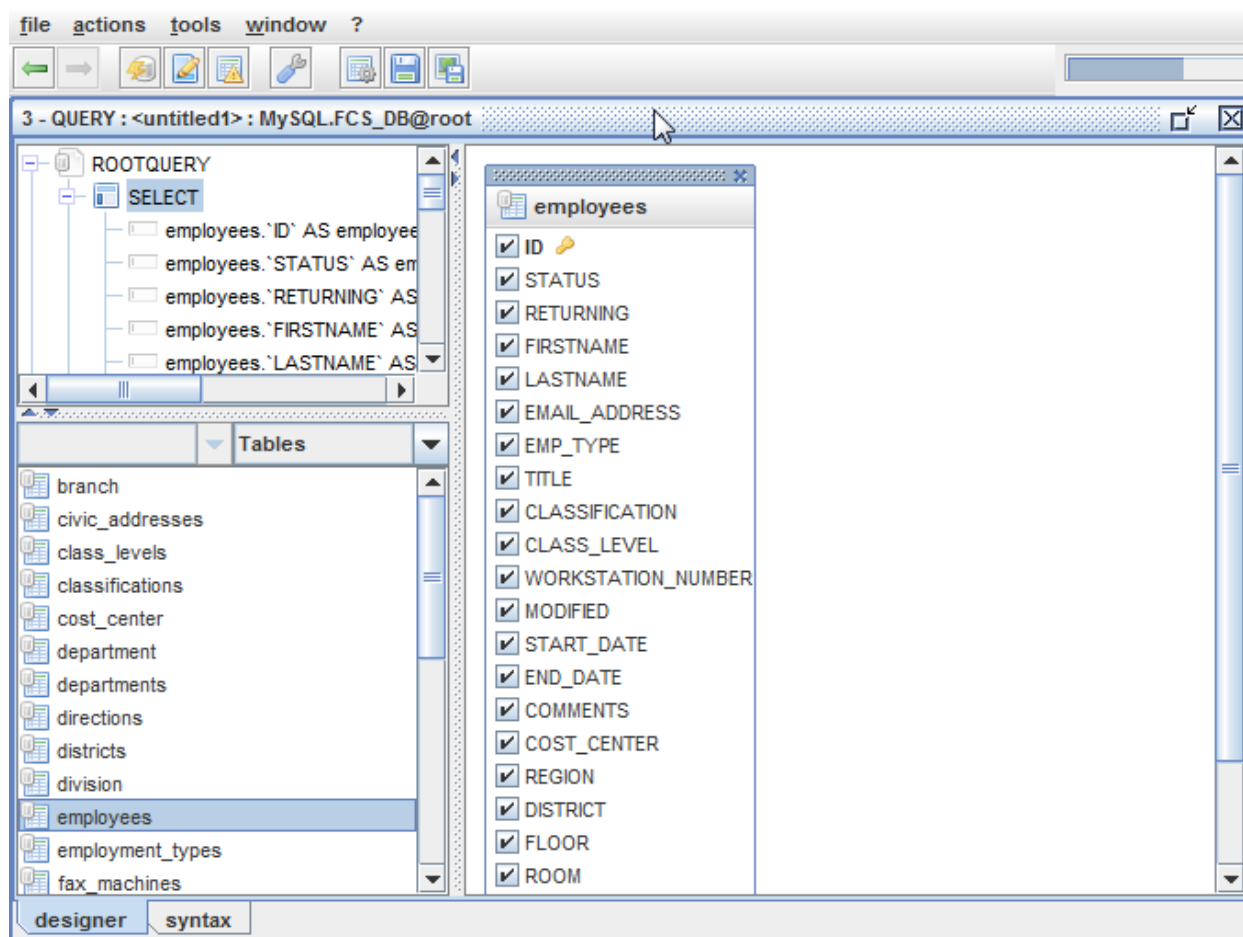 file actions tools window ?
3 - QUERY : <untitled1> : MySQL.FCS_DB@root
ROOTQUERY
SELECT
employees.`ID` AS employee
employees.`STATUS` AS em
employees.`RETURNING` AS
employees.`FIRSTNAME` AS
employees.`LASTNAME` AS
Tables
branch
civic_addresses
class_levels
classifications
cost_center
department
departments
directions
districts
division
employees
employment_types
fax_machines
employees
ID
STATUS
RETURNING
FIRSTNAME
LASTNAME
EMAIL_ADDRESS
EMP_TYPE
TITLE
CLASSIFICATION
CLASS_LEVEL
WORKSTATION_NUMBER
MODIFIED
START_DATE
END_DATE
COMMENTS
COST_CENTER
REGION
DISTRICT
FLOOR
ROOM
designer syntax